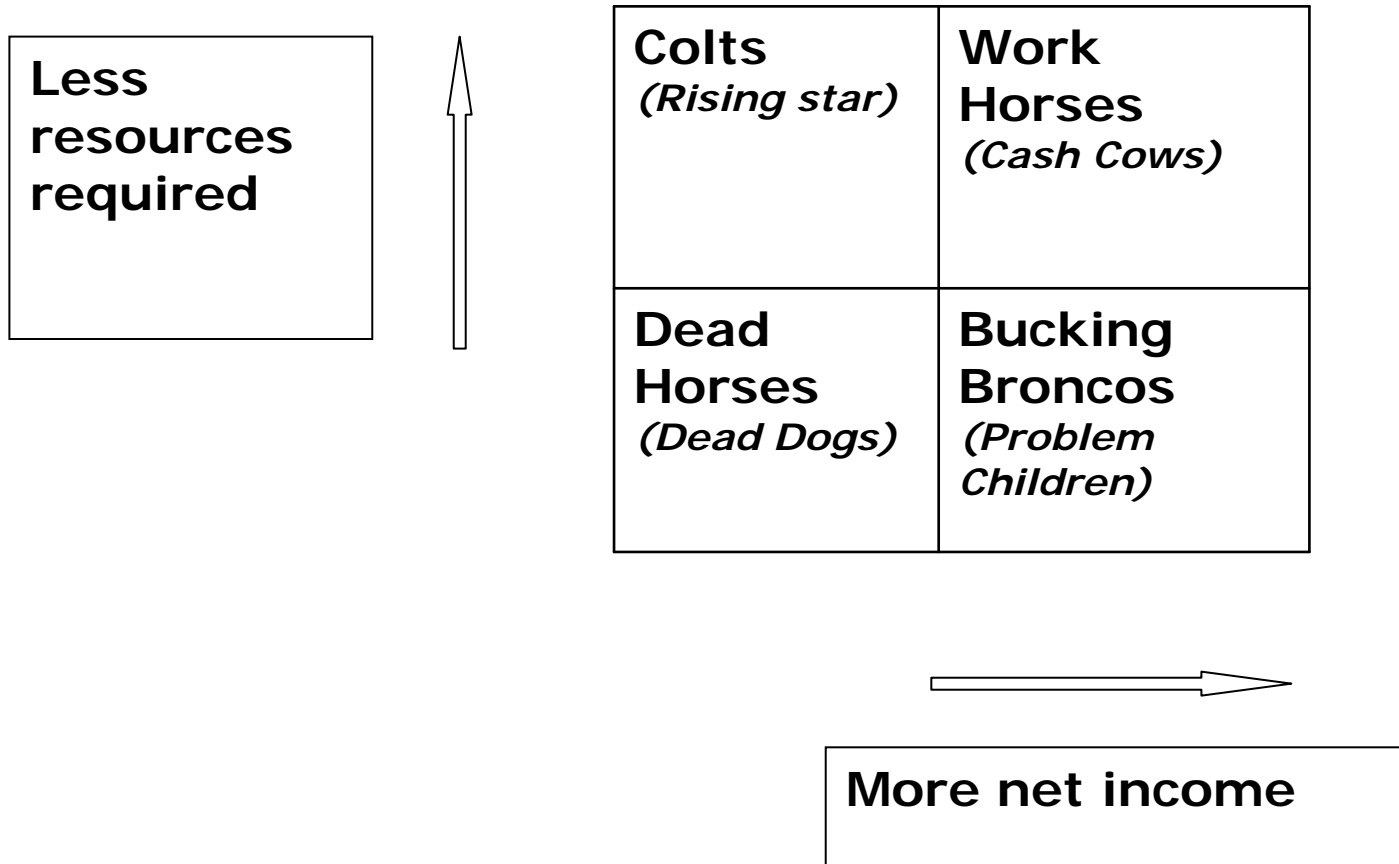 Less
resources
required
Colts
(Rising star)
Work
Horses
(Cash Cows)
Dead
Horses
(Dead Dogs)
Bucking
Broncos
(Problem
Children)
More net income